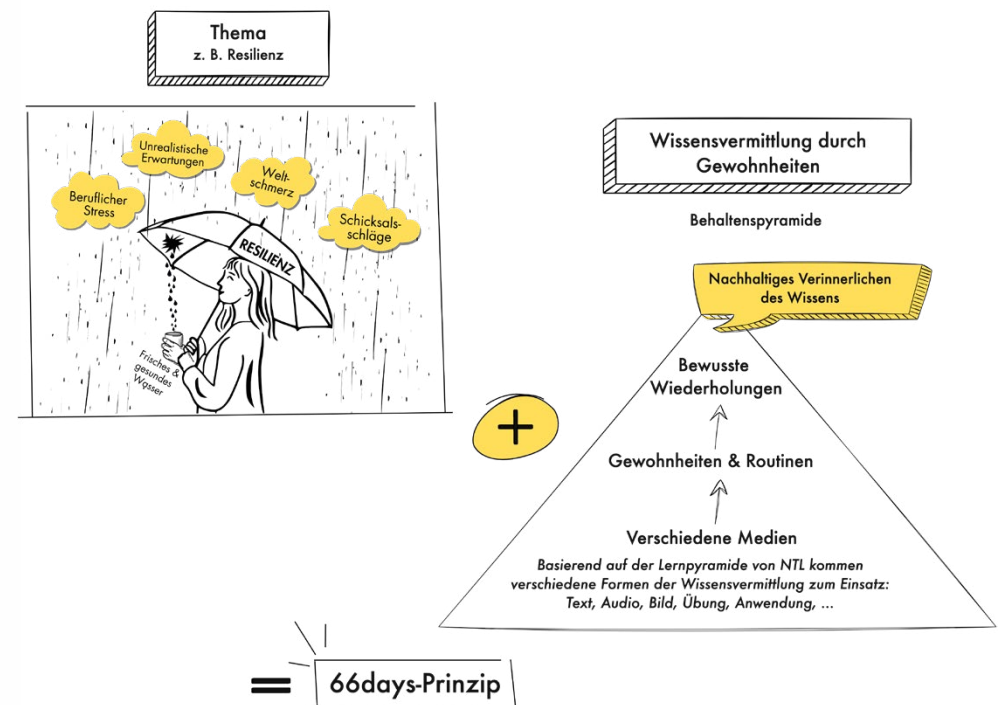 Thema
z. B. Resilienz
Unrealistische
Erwartungen
Welt-
schmerz
Beruflicher
Stress
Schicksals-
schläge
RESILIENZ
Frisches &
gesundes
Wasser
+
Wissensvermittlung durch
Gewohnheiten
Behaltenspyramide
Nachhaltiges Verinnerlichen
des Wissens
Bewusste
Wiederholungen
Gewohnheiten & Routinen
Verschiedene Medien
Basierend auf der Lernpyramide von NTL kommen
verschiedene Formen der Wissensvermittlung zum Einsatz:
Text, Audio, Bild, Übung, Anwendung, ...
= 66days-Prinzip